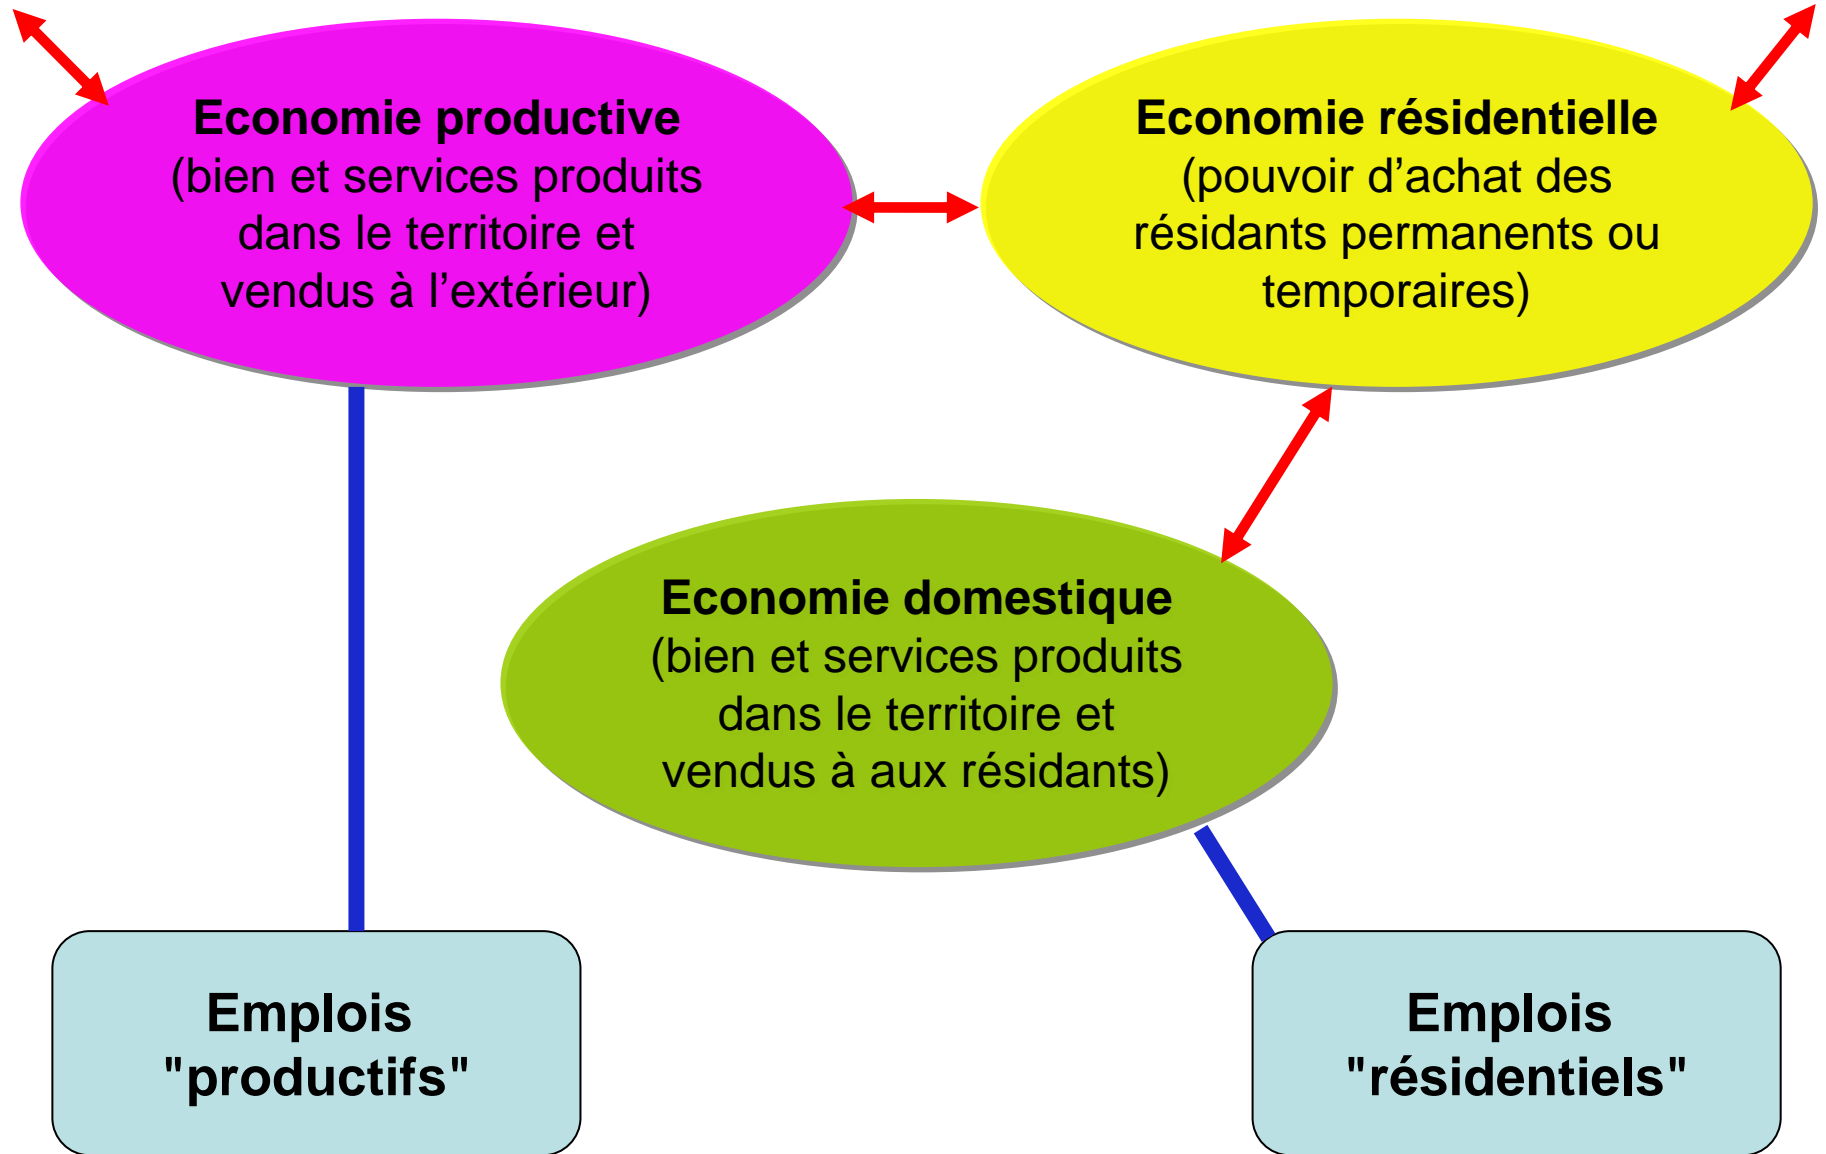 Economie productive
(bien et services produits
dans le territoire et
vendus à l’extérieur)
Economie résidentielle
(pouvoir d’achat des
résidants permanents ou
temporaires)
Economie domestique
(bien et services produits
dans le territoire et
vendus à aux résidants)
Emplois
"productifs"
Emplois
"résidentiels"